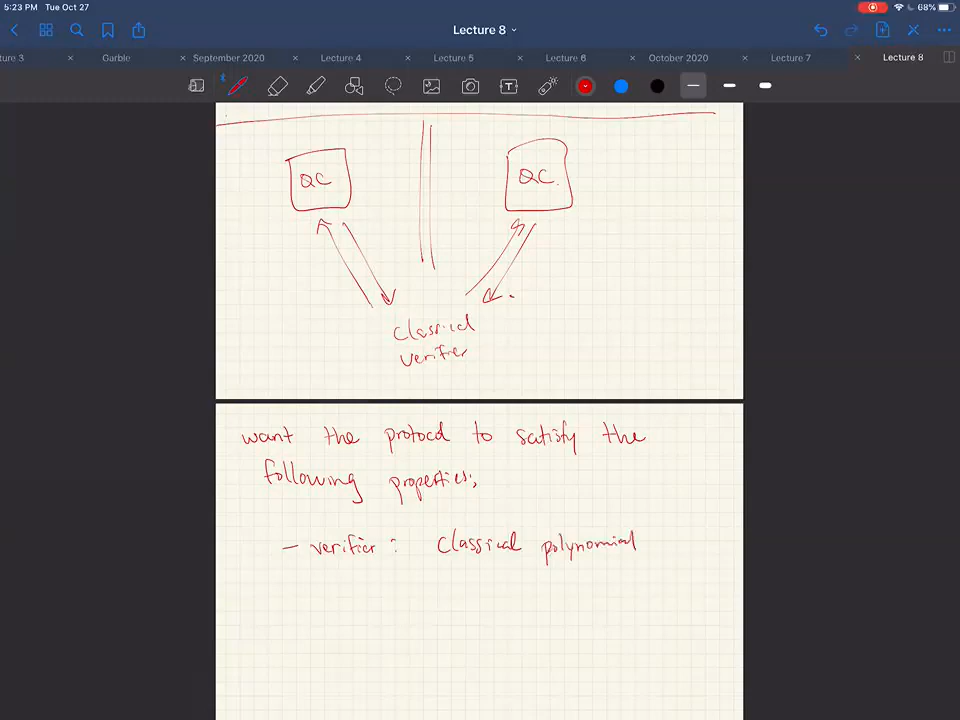 5:23 PM Tue Oct 27
68%
Lecture 8
ture 3
Garble
September 2020
Lecture 4
Lecture 5
Lecture 6
October 2020
Lecture 7
Lecture 8
T
QC
QC.
Classical
verifier
want the protocol to satisfy the
following properties:
- verifier: Classical polynomial